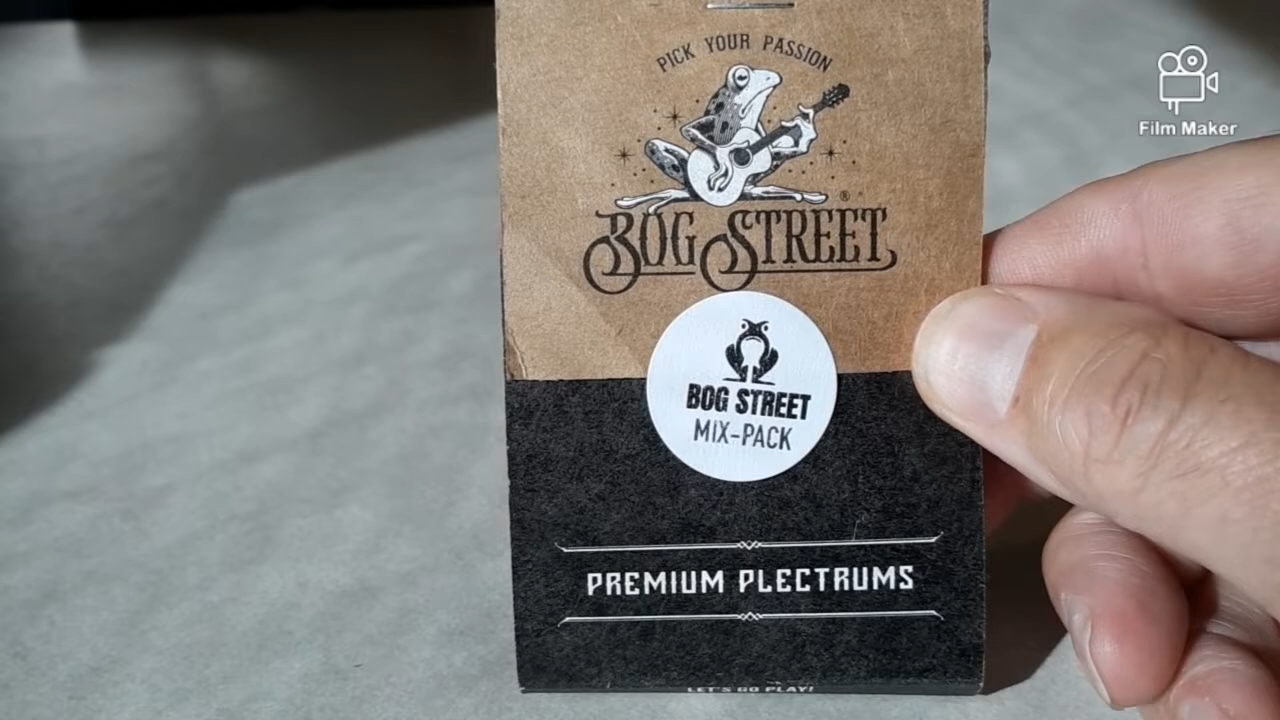 PICK YOUR PASSION
Film Maker
®
BOG STREET
BOG STREET
MIX-PACK
PREMIUM PLECTRUMS
LET'S GO PLAY!